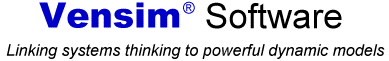 Vensim® Software
Linking systems thinking to powerful dynamic models